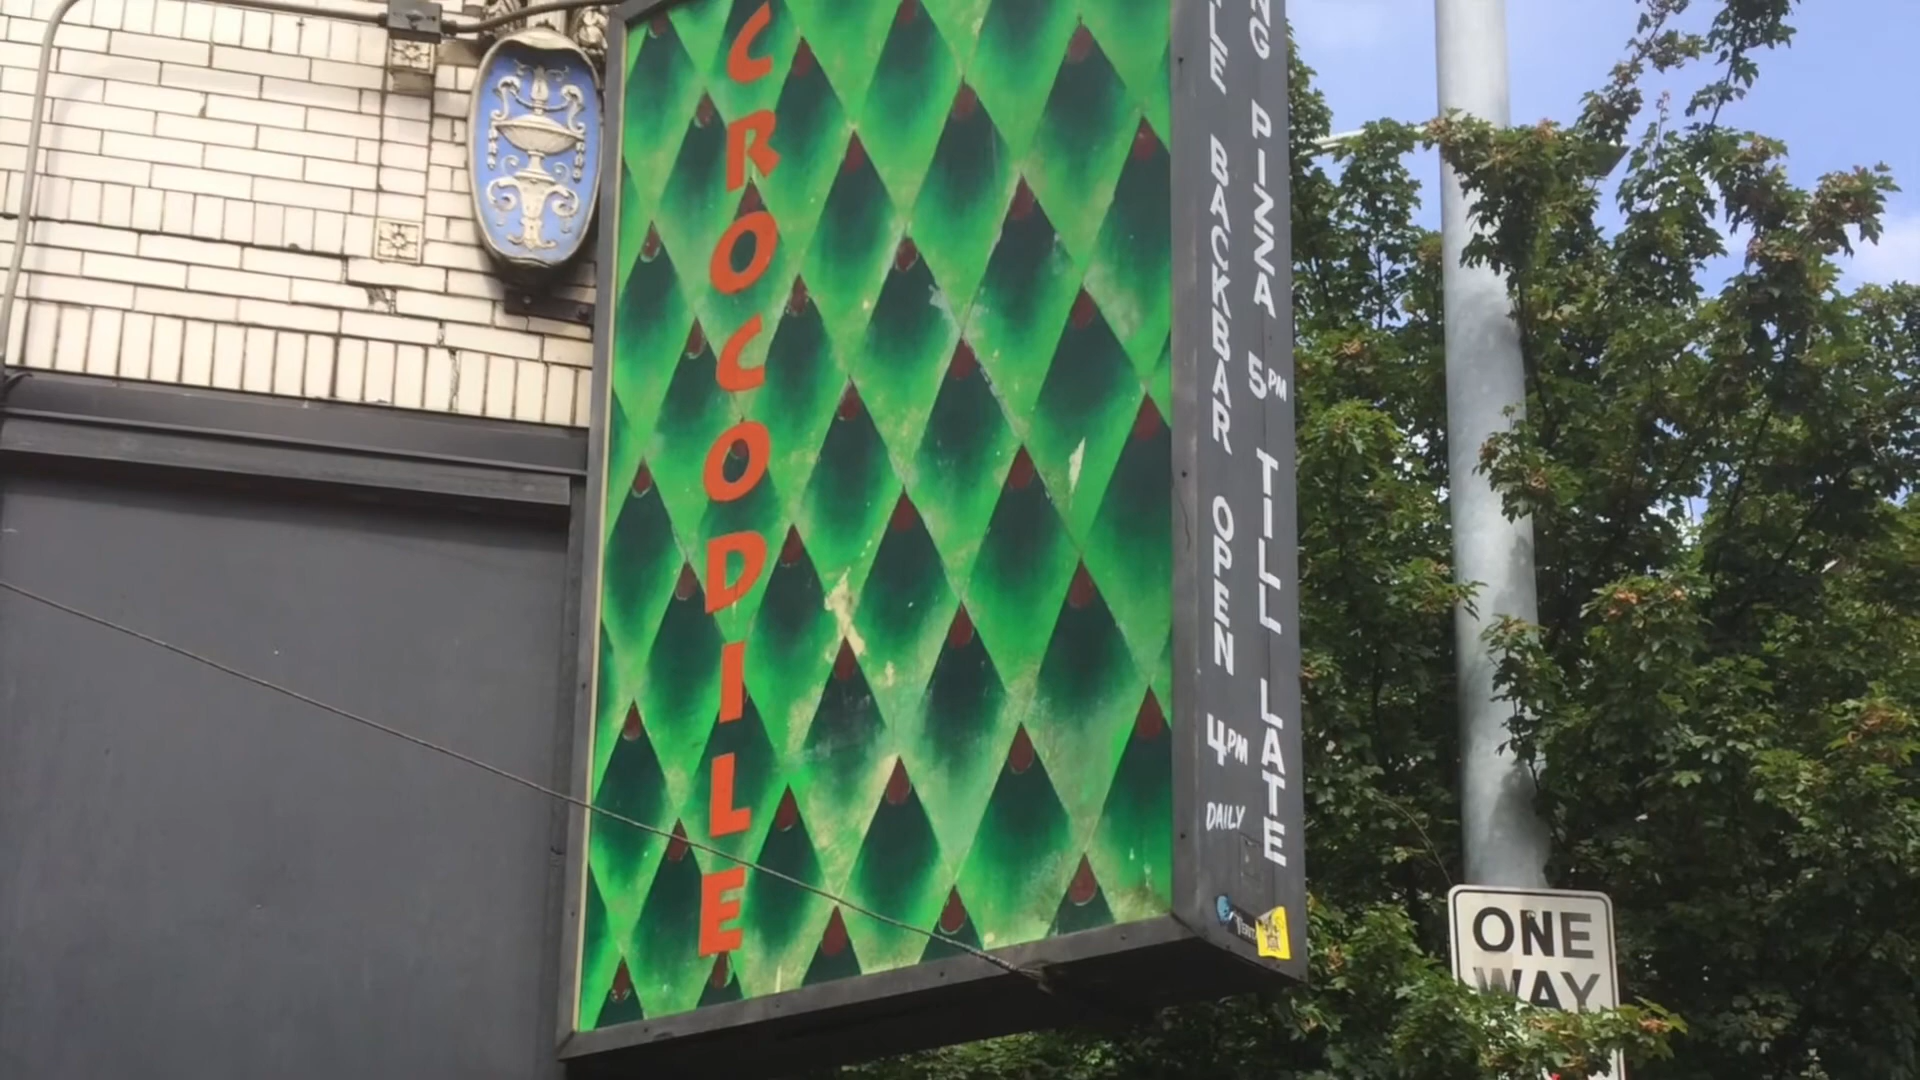 CROCODILE
BACKBAR OPEN 4PM DAILY
PIZZA 5PM TILL LATE
ONE
WAY